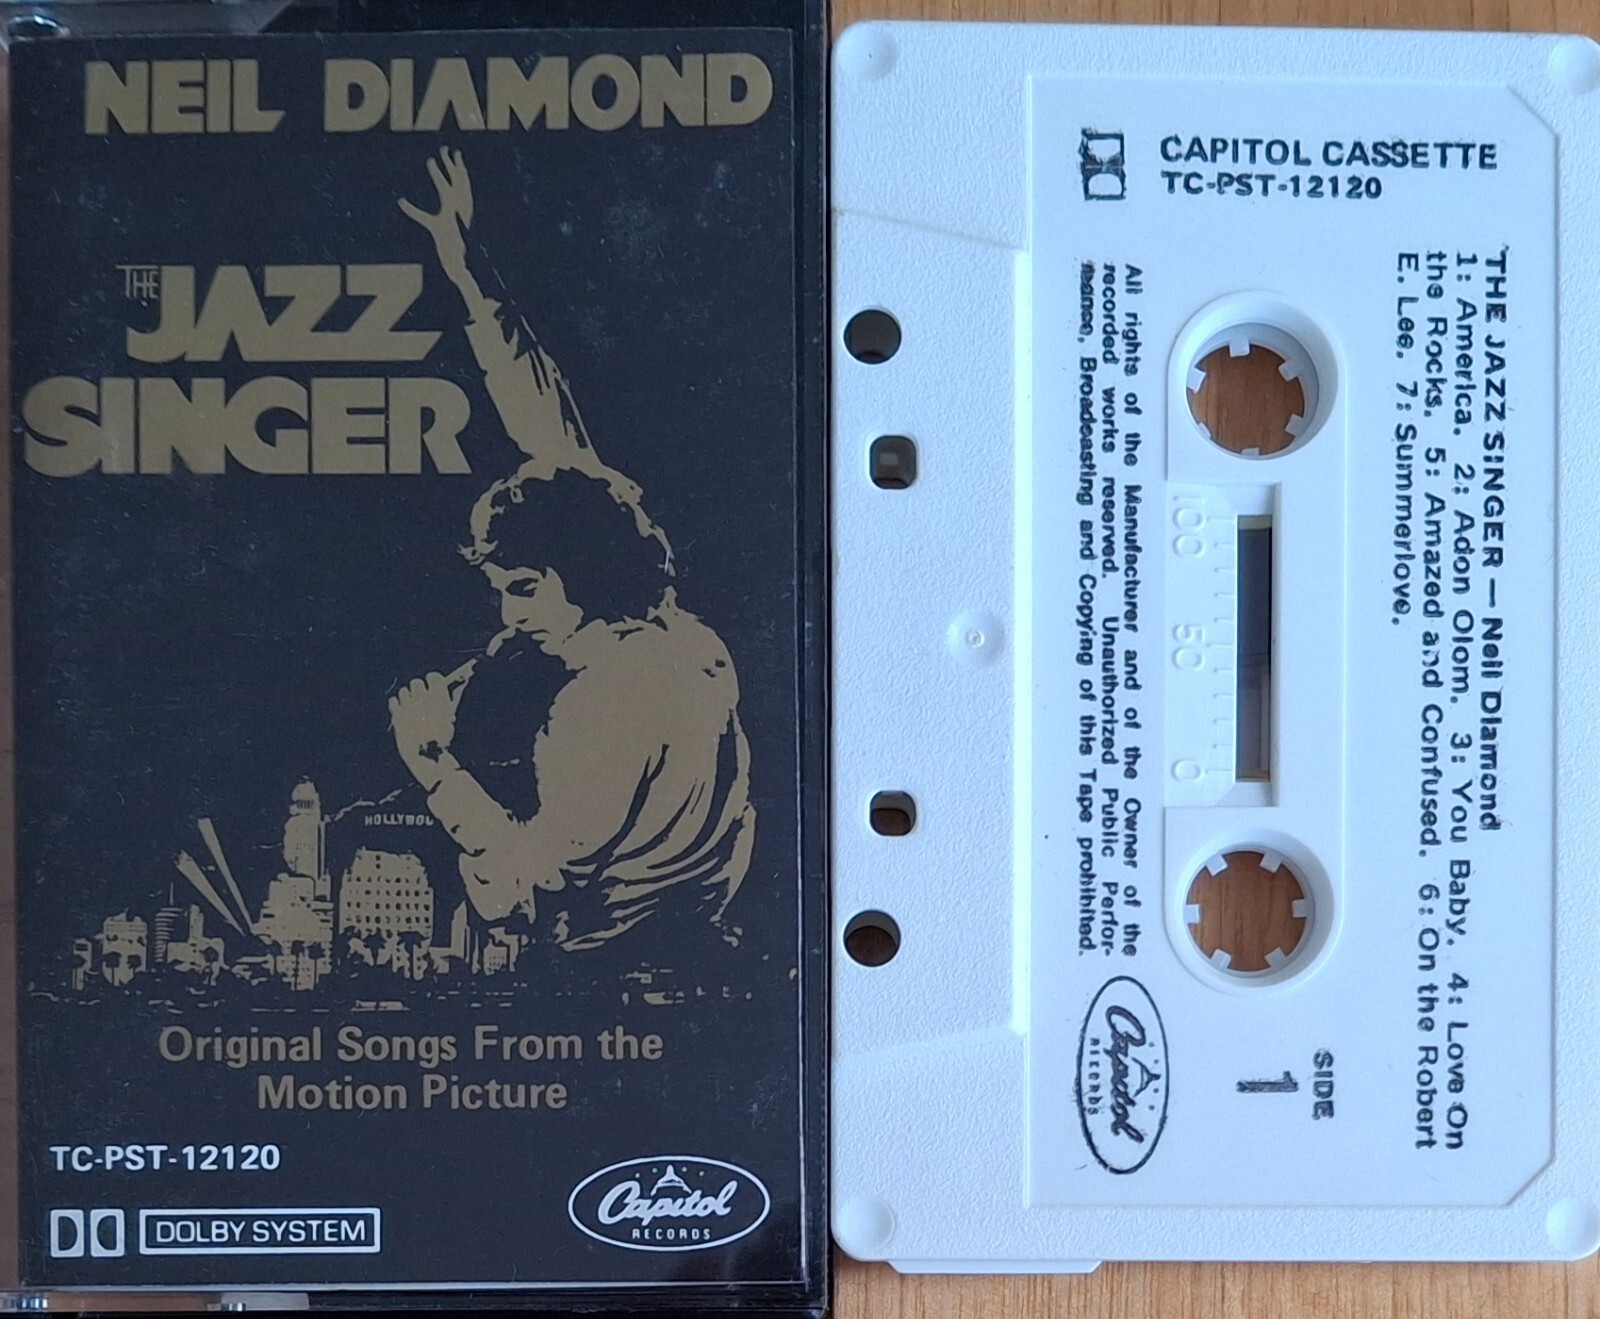 NEIL DIAMOND
THE
JAZZ
SINGER
HOLLYWOO
Original Songs From the
Motion Picture
TC-PST-12120
DOLBY SYSTEM
Capitol
RECORDS
CAPITOL CASSETTE
TC-PST-12120
THE JAZZ SINGER — Neil Diamond
1: America. 2: Adon Olom. 3: You Baby. 4: Love On
the Rocks. 5: Amazed and Confused. 6: On the Robert
E. Lee. 7: Summerlove.
100 50 0
SIDE
1
All rights of the Manufacturer and of the Owner of the
recorded works reserved. Unauthorized Public Perfor-
mance, Broadcasting and Copying of this Tape prohibited.
Capitol
RECORDS